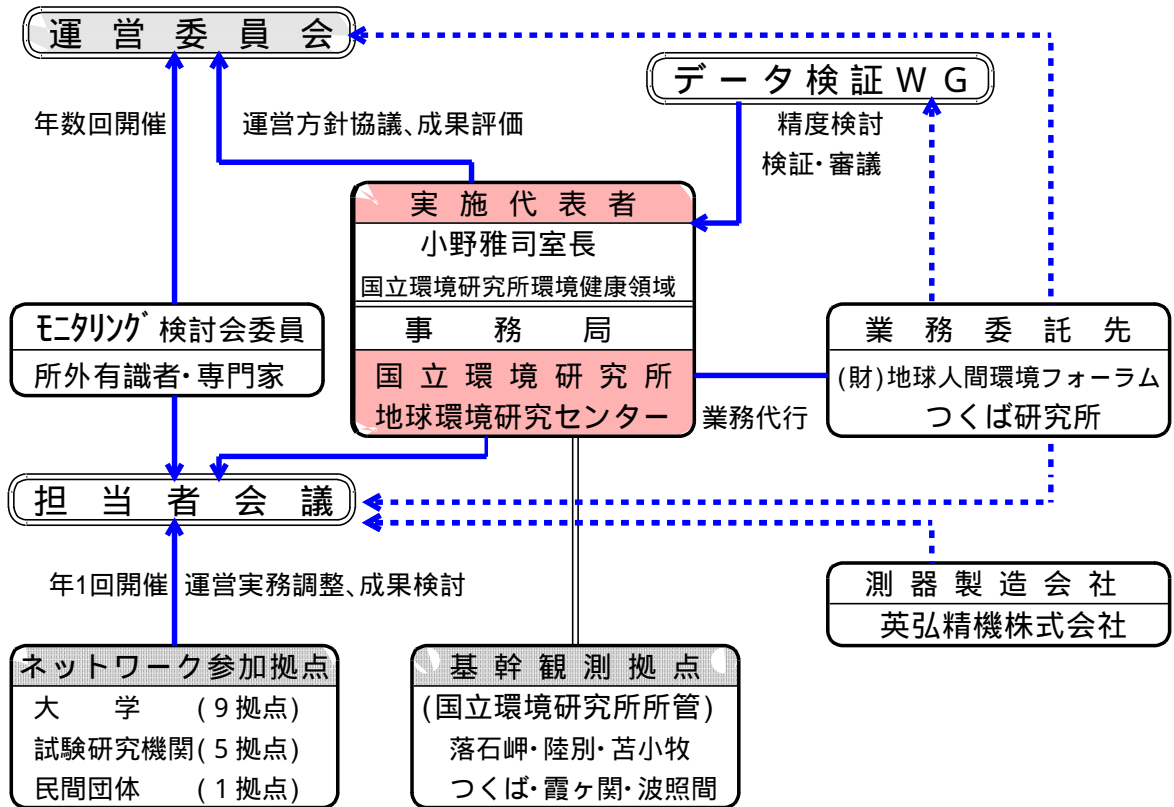 運営委員会
データ検証WG
年数回開催
運営方針協議、成果評価
精度検討
検証・審議
実施代表者
小野雅司室長
国立環境研究所環境健康領域
事務局
国立環境研究所
地球環境研究センター
モニタリング検討会委員
所外有識者・専門家
業務委託先
(財)地球人間環境フォーラム
つくば研究所
業務代行
担当者会議
年1回開催
運営実務調整、成果検討
測器製造会社
英弘精機株式会社
ネットワーク参加拠点
大学 (9拠点)
試験研究機関(5拠点)
民間団体 (1拠点)
基幹観測拠点
(国立環境研究所所管)
落石岬・陸別・苫小牧
つくば・霞ヶ関・波照間